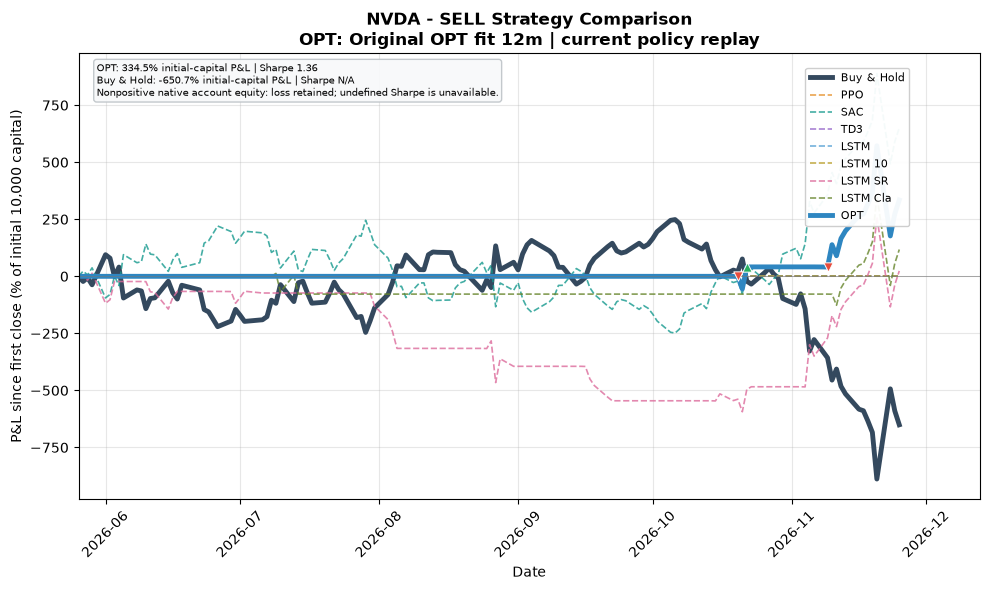 NVDA - SELL Strategy Comparison
OPT: Original OPT fit 12m | current policy replay
OPT: 334.5% initial-capital P&L | Sharpe 1.36
Buy & Hold: -650.7% initial-capital P&L | Sharpe N/A
Nonpositive native account equity: loss retained; undefined Sharpe is unavailable.
Buy & Hold
PPO
SAC
TD3
LSTM
LSTM 10
LSTM SR
LSTM Cla
OPT
P&L since first close (% of initial 10,000 capital)
750
500
250
0
−250
−500
−750
2026-06
2026-07
2026-08
2026-09
2026-10
2026-11
2026-12
Date